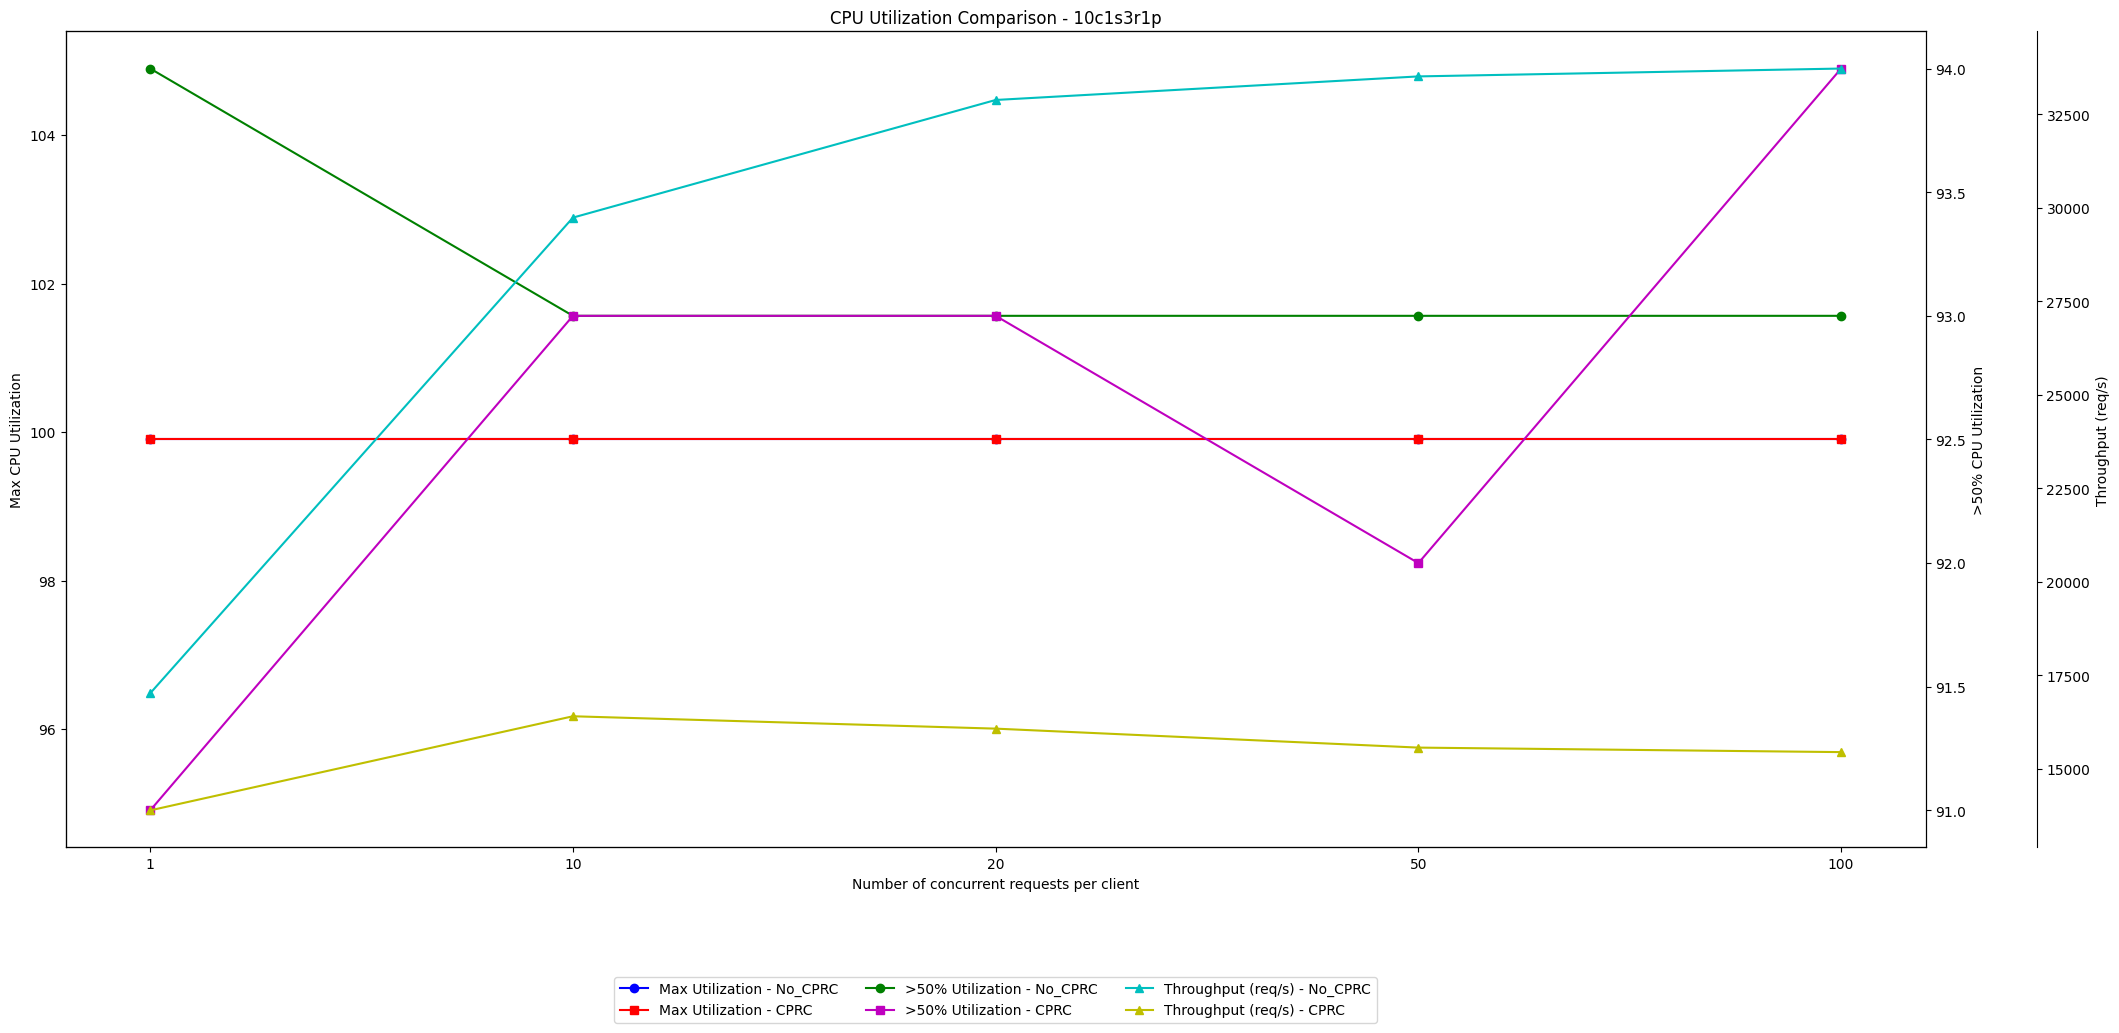 CPU Utilization Comparison - 10c1s3r1p
Max CPU Utilization
104
102
100
98
96
94.0
93.5
93.0
92.5
92.0
91.5
91.0
>50% CPU Utilization
32500
30000
27500
25000
22500
20000
17500
15000
Throughput (req/s)
1 10 20 50 100
Number of concurrent requests per client
Max Utilization - No_CPRC >50% Utilization - No_CPRC Throughput (req/s) - No_CPRC
Max Utilization - CPRC >50% Utilization - CPRC Throughput (req/s) - CPRC